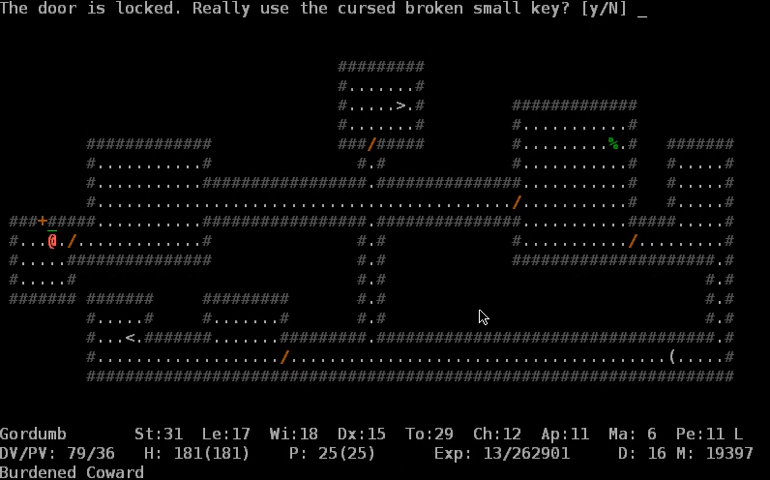 The door is locked. Really use the cursed broken small key? [y/N] _
Gordumb St:31 Le:17 Wi:18 Dx:15 To:29 Ch:12 Ap:11 Ma: 6 Pe:11 L
DV/PV: 79/36 H: 181(181) P: 25(25) Exp: 13/262901 D: 16 M: 19397
Burdened Coward